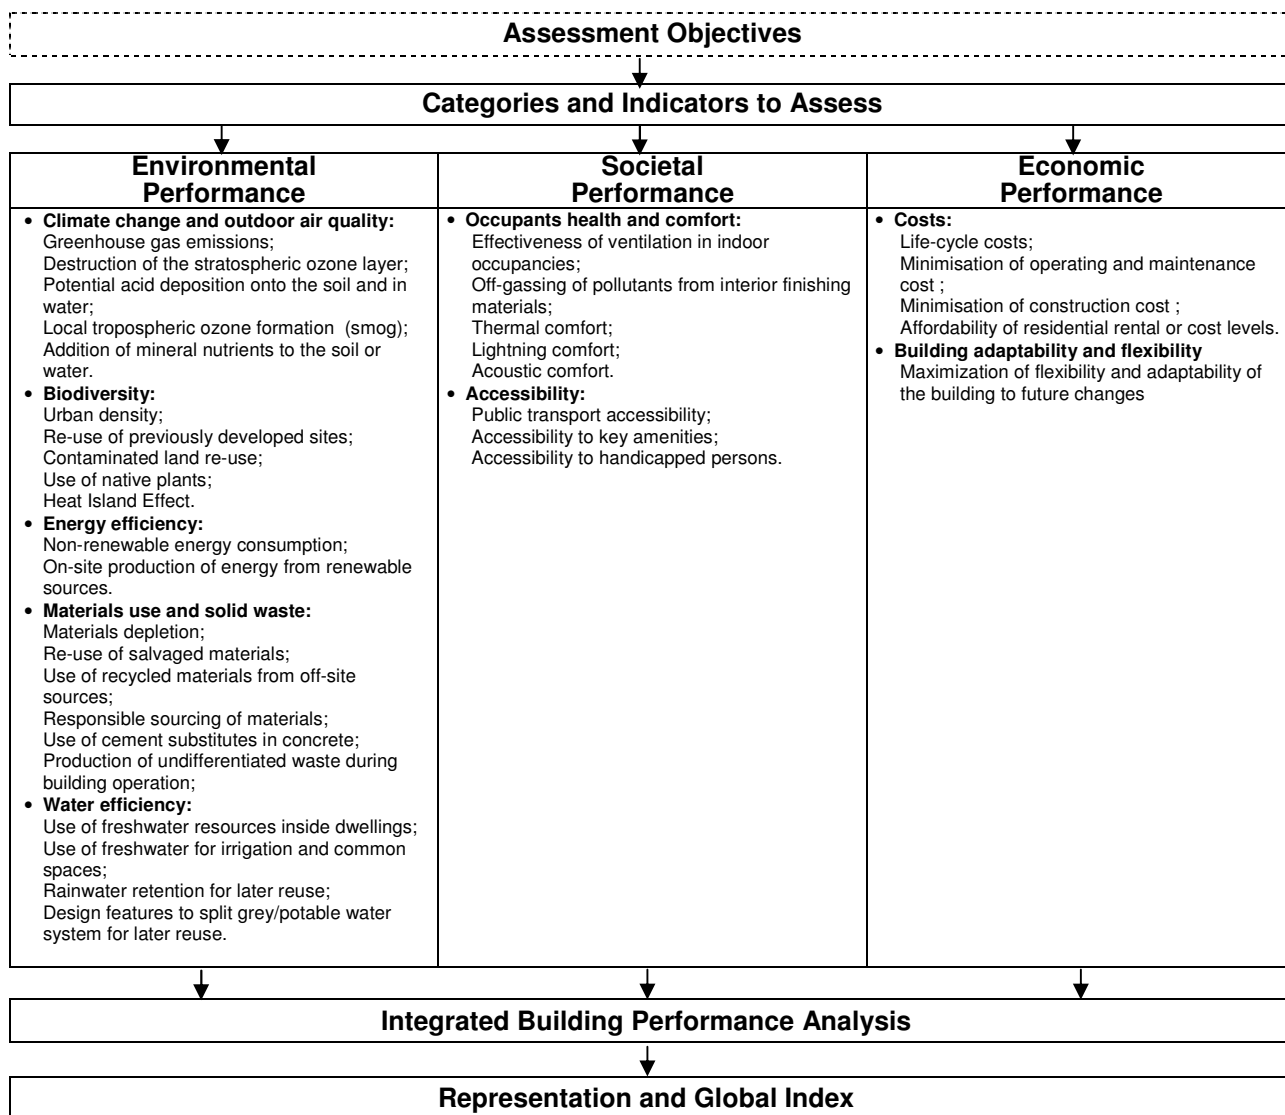 Assessment Objectives
Categories and Indicators to Assess
Environmental
Performance
• Climate change and outdoor air quality:
Greenhouse gas emissions;
Destruction of the stratospheric ozone layer;
Potential acid deposition onto the soil and in
water;
Local tropospheric ozone formation (smog);
Addition of mineral nutrients to the soil or
water.
• Biodiversity:
Urban density;
Re-use of previously developed sites;
Contaminated land re-use;
Use of native plants;
Heat Island Effect.
• Energy efficiency:
Non-renewable energy consumption;
On-site production of energy from renewable
sources.
• Materials use and solid waste:
Materials depletion;
Re-use of salvaged materials;
Use of recycled materials from off-site
sources;
Responsible sourcing of materials;
Use of cement substitutes in concrete;
Production of undifferentiated waste during
building operation;
• Water efficiency:
Use of freshwater resources inside dwellings;
Use of freshwater for irrigation and common
spaces;
Rainwater retention for later reuse;
Design features to split grey/potable water
system for later reuse.
Societal
Performance
• Occupants health and comfort:
Effectiveness of ventilation in indoor
occupancies;
Off-gassing of pollutants from interior finishing
materials;
Thermal comfort;
Lightning comfort;
Acoustic comfort.
• Accessibility:
Public transport accessibility;
Accessibility to key amenities;
Accessibility to handicapped persons.
Economic
Performance
• Costs:
Life-cycle costs;
Minimisation of operating and maintenance
cost ;
Minimisation of construction cost ;
Affordability of residential rental or cost levels.
• Building adaptability and flexibility
Maximization of flexibility and adaptability of
the building to future changes
Integrated Building Performance Analysis
Representation and Global Index